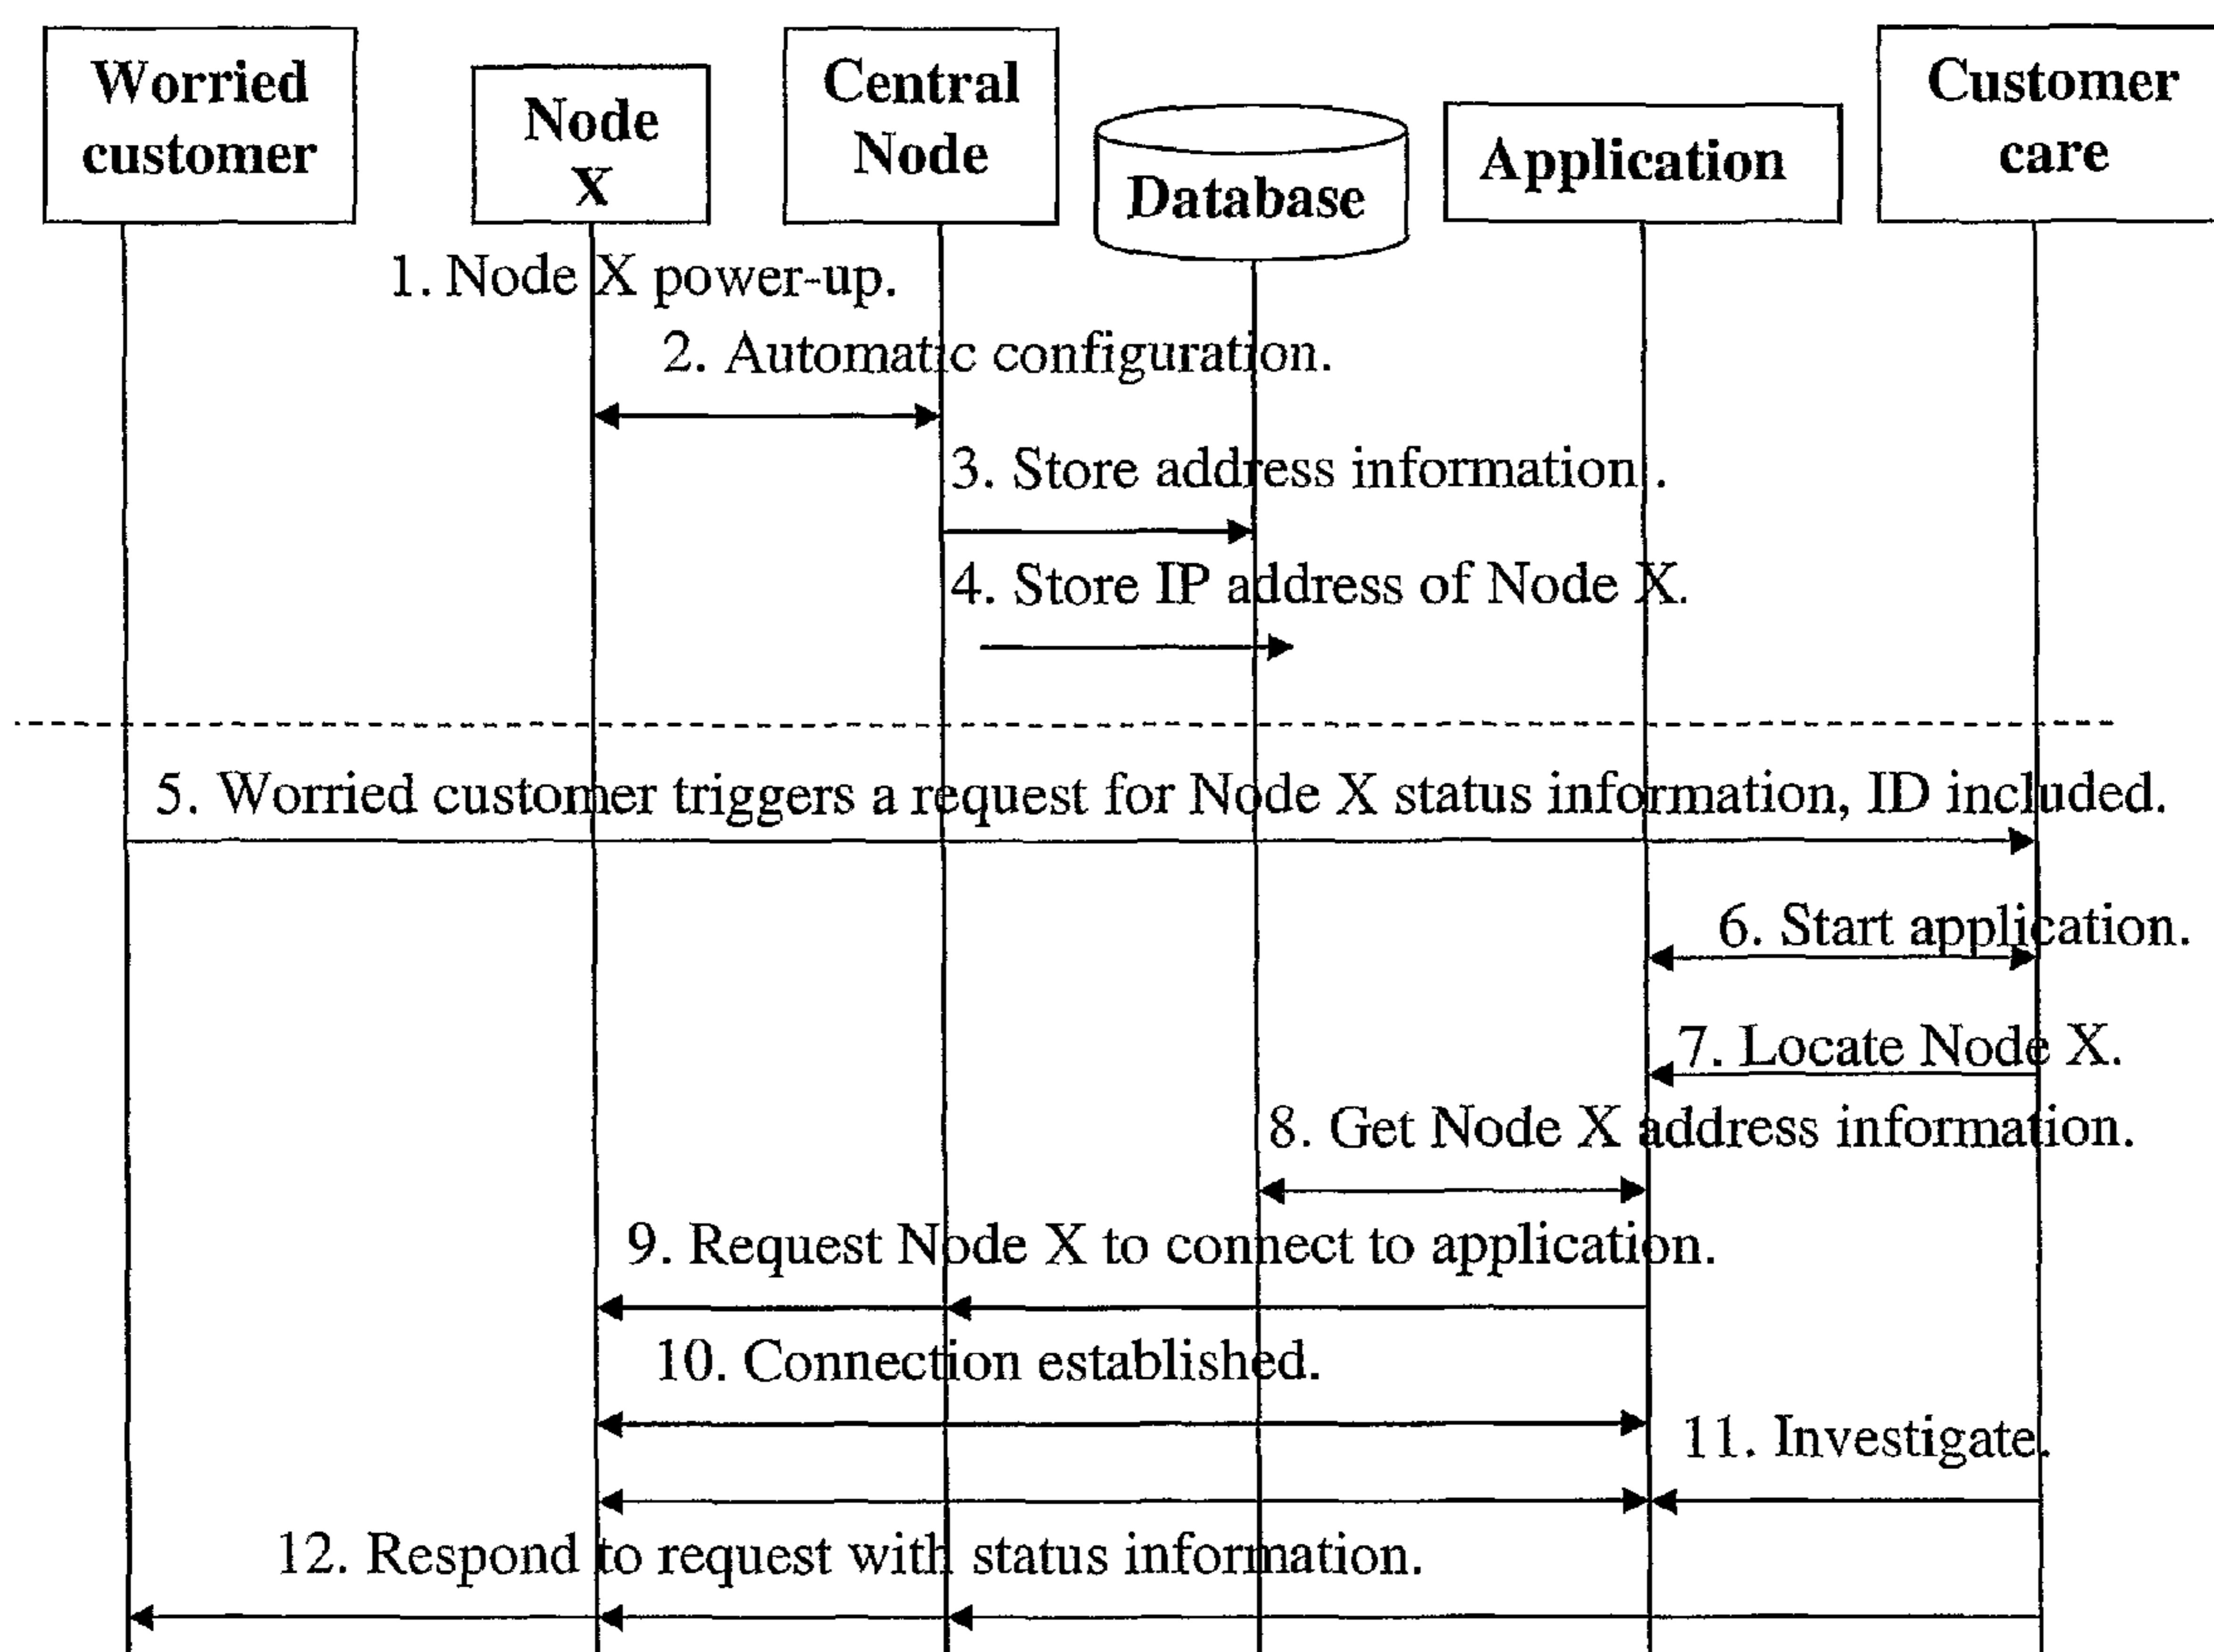 Worried
customer
Node
X
Central
Node
Database
Application
Customer
care
1. Node X power-up.
2. Automatic configuration.
3. Store address information .
4. Store IP address of Node X.
5. Worried customer triggers a request for Node X status information, ID included.
6. Start application.
7. Locate Node X.
8. Get Node X address information.
9. Request Node X to connect to application.
10. Connection established.
11. Investigate.
12. Respond to request with status information.